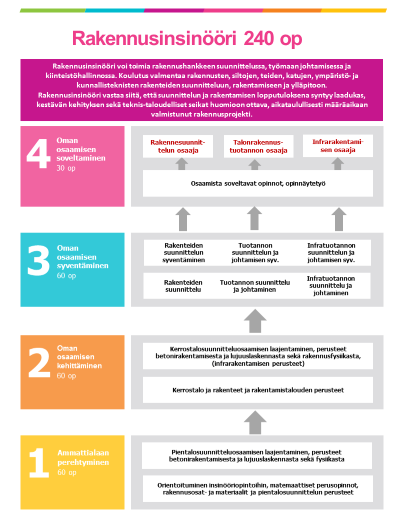 Rakennusinsinööri 240 op
Rakennusinsinööri voi toimia rakennushankkeen suunnittelussa, työmaan johtamisessa ja
kiinteistöhallinnossa. Koulutus valmentaa rakennusten, siltojen, teiden, katujen, ympäristö- ja
kunnallisteknisten rakenteiden suunnitteluun, rakentamiseen ja ylläpitoon.
Rakennusinsinööri vastaa siitä, että suunnittelun ja rakentamisen lopputuloksena syntyy laadukas,
kestävän kehityksen sekä teknis-taloudelliset seikat huomioon ottava, aikataulullisesti määräaikaan
valmistunut rakennusprojekti.
4
Oman
osaamisen
soveltaminen
30 op
Rakennesuunnit-
telun osaaja
Talonrakennus-
tuotannon osaaja
Infrarakentami-
sen osaaja
Osaamista soveltavat opinnot, opinnäytetyö
3
Oman
osaamisen
syventäminen
60 op
Rakenteiden
suunnittelun
syventäminen
Tuotannon
suunnittelun ja
johtamisen syv.
Infratuotannon
suunnittelun ja
johtamisen syv.
Rakenteiden
suunnittelu
Tuotannon suunnittelu
ja johtaminen
Infratuotannon
suunnittelu ja
johtaminen
2
Oman
osaamisen
kehittäminen
60 op
Kerrostalosuunnitteluosaamisen laajentaminen, perusteet
betonirakentamisesta ja lujuuslaskennasta sekä rakennusfysiikasta,
(infrarakentamisen perusteet)
Kerrostalo ja rakenteet ja rakentamistalouden perusteet
1
Ammattialaan
perehtyminen
60 op
Pientalosuunnitteluosaamisen laajentaminen, perusteet
betonirakentamisesta ja lujuuslaskennasta sekä fysiikasta
Orientoituminen insinööriopintoihin, matemaattiset perusopinnot,
rakennusosat- ja materiaalit ja pientalosuunnittelun perusteet